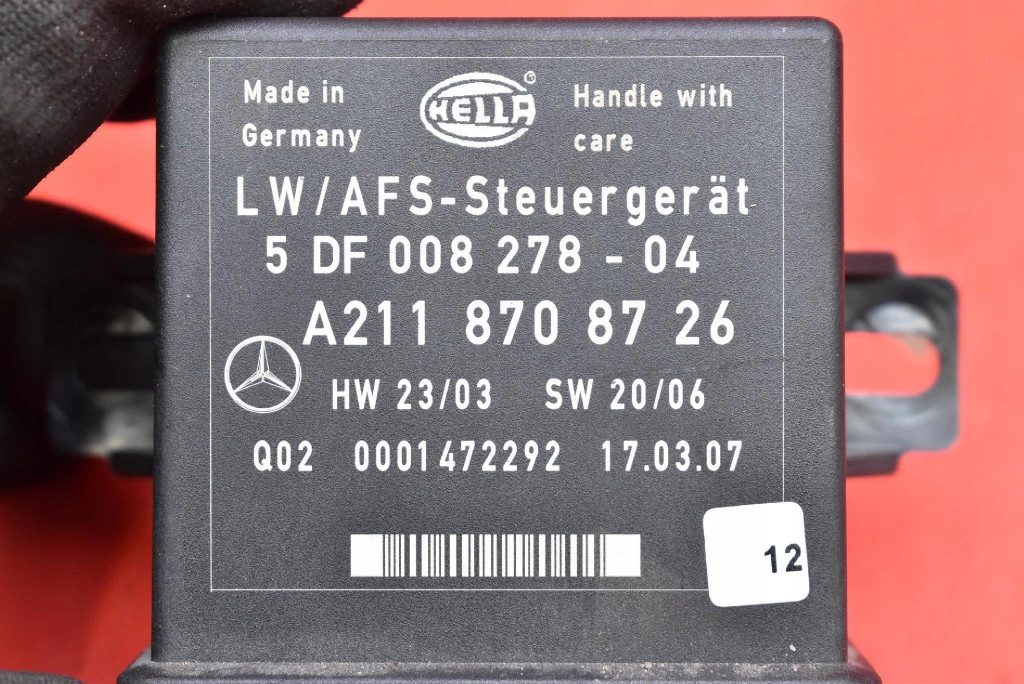 Made in
Germany
HELLA
Handle with
care
LW/AFS-Steuergerät
5 DF 008 278 - 04
A211 870 87 26
HW 23/03 SW 20/06
Q02 0001472292 17.03.07
12